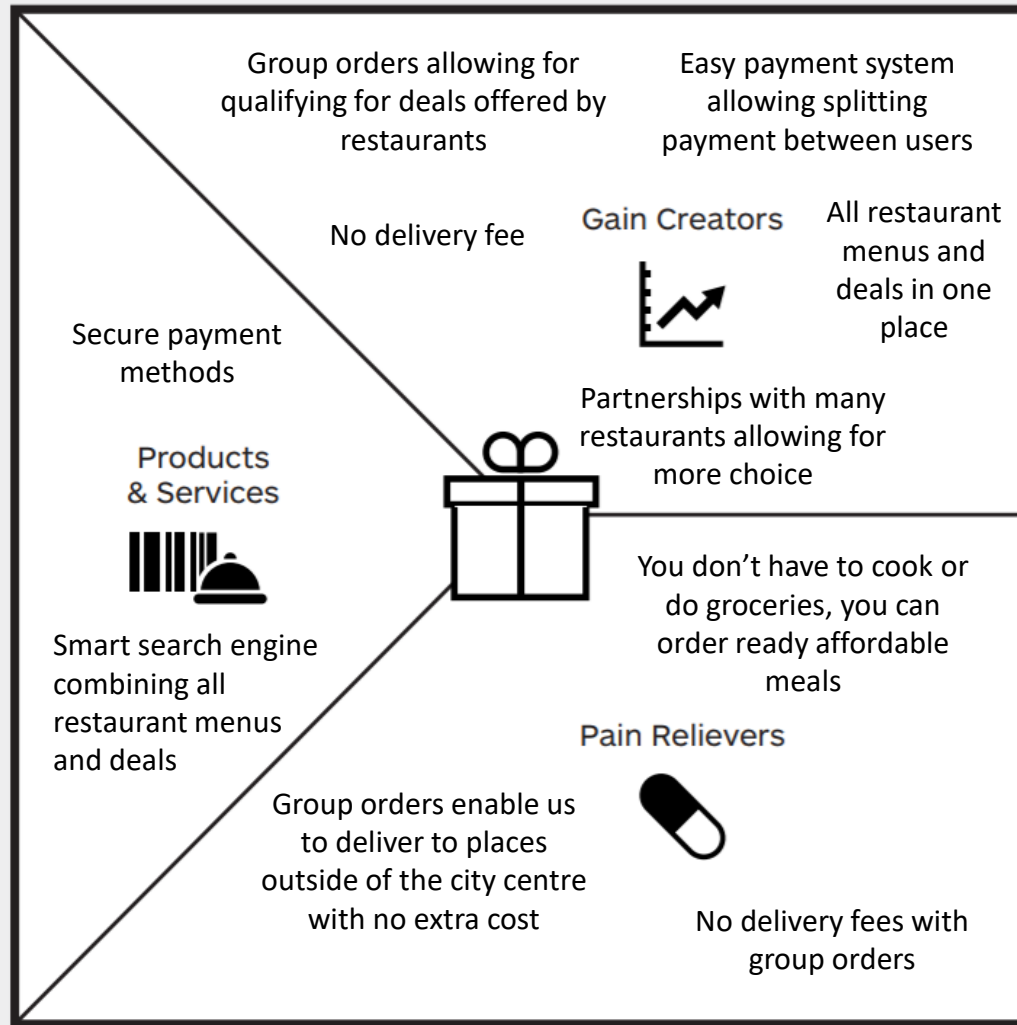 Group orders allowing for
qualifying for deals offered by
restaurants
Easy payment system
allowing splitting
payment between users
No delivery fee
Gain Creators
All restaurant
menus and
deals in one
place
Partnerships with many
restaurants allowing for
more choice
Secure payment
methods
Products
& Services
Smart search engine
combining all
restaurant menus
and deals
You don’t have to cook or
do groceries, you can
order ready affordable
meals
Pain Relievers
Group orders enable us
to deliver to places
outside of the city centre
with no extra cost
No delivery fees with
group orders